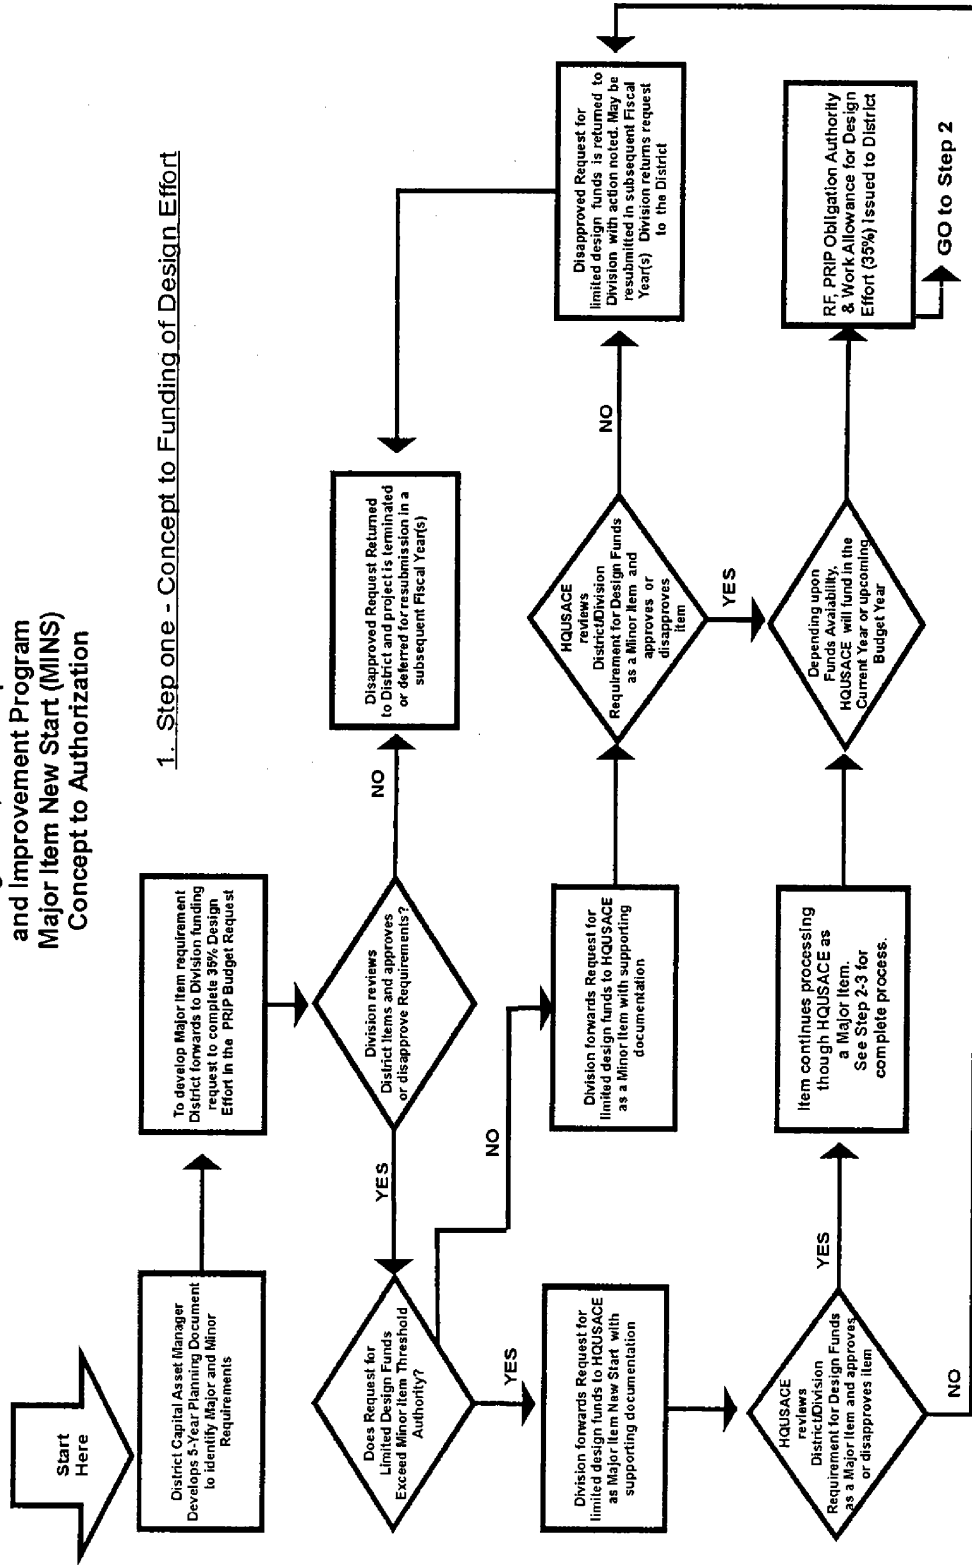 and Improvement Program
Major Item New Start (MINS)
Concept to Authorization
1. Step one - Concept to Funding of Design Effort
Start
Here
District Capital Asset Manager
Develops 5-Year Planning Document
to identify Major and Minor
Requirements
To develop Major Item requirement
District forwards to Division funding
request to complete 35% Design
Effort In the PRIP Budget Request
Division reviews
District Items and approves
or disapprove Requirements?
NO
Disapproved Request Returned
to District and project is terminated
or deferred for resubmission in a
subsequent Fiscal Year(s)
YES
Does Request for
Limited Design Funds
Exceed Minor Item Threshold
Authority?
NO
Division forwards Request for
limited design funds to HQUSACE
as a Minor Item with supporting
documentation
HQUSACE
reviews
District/Division
Requirement for Design Funds
as a Minor Item and
approves or
disapproves
item
NO
Disapproved Request for
limited design funds is returned to
Division with action noted. May be
resubmitted in subsequent Fiscal
Year(s) Division returns request
to the District
YES
YES
Division forwards Request for
limited design funds to HQUSACE
as Major Item New Start with
supporting documentation
HQUSACE
reviews
District/Division
Requirement for Design Funds
as a Major Item and approves
or disapproves item
YES
Item continues processing
though HQUSACE as
a Major Item.
See Step 2-3 for
complete process.
Depending upon
Funds Availability,
HQUSACE will fund in the
Current Year or upcoming
Budget Year
RF, PRIP Obligation Authority
& Work Allowance for Design
Effort (35%) Issued to District
GO to Step 2
NO